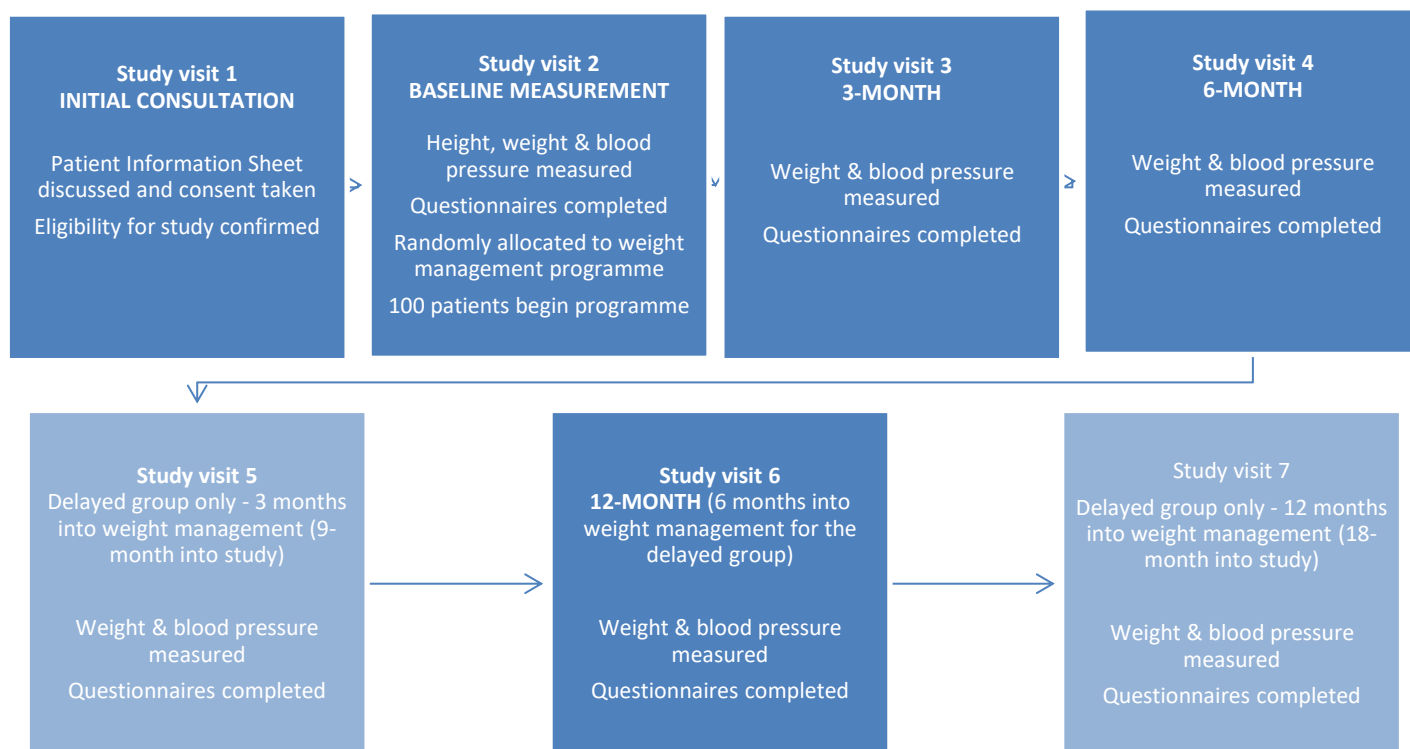 Study visit 1
INITIAL CONSULTATION
Patient Information Sheet
discussed and consent taken
Eligibility for study confirmed
Study visit 2
BASELINE MEASUREMENT
Height, weight & blood
pressure measured
Questionnaires completed
Randomly allocated to weight
management programme
100 patients begin programme
Study visit 3
3-MONTH
Weight & blood pressure
measured
Questionnaires completed
Study visit 4
6-MONTH
Weight & blood pressure
measured
Questionnaires completed
Study visit 5
Delayed group only - 3 months
into weight management (9-
month into study)
Weight & blood pressure
measured
Questionnaires completed
Study visit 6
12-MONTH (6 months into
weight management for the
delayed group)
Weight & blood pressure
measured
Questionnaires completed
Study visit 7
Delayed group only - 12 months
into weight management (18-
month into study)
Weight & blood pressure
measured
Questionnaires completed